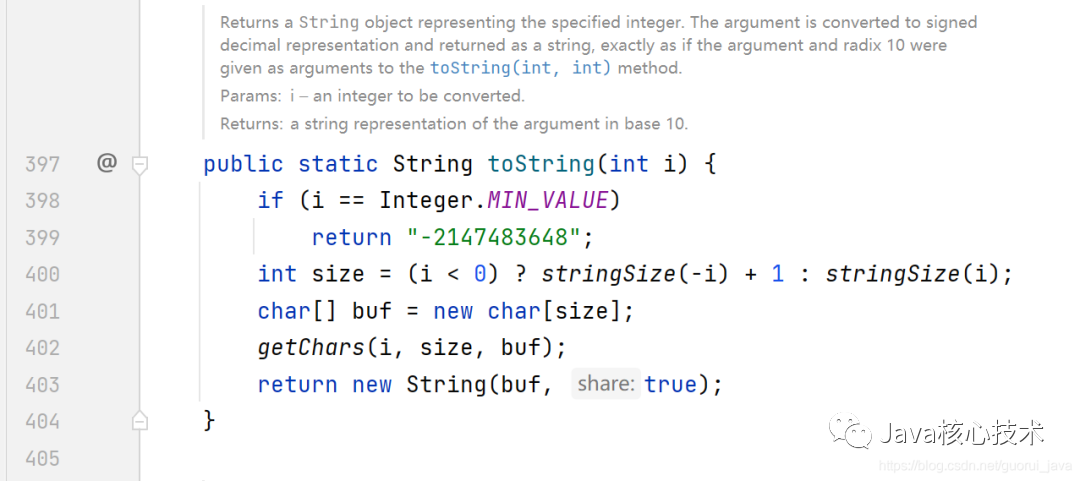 Returns a String object representing the specified integer. The argument is converted to signed
decimal representation and returned as a string, exactly as if the argument and radix 10 were
given as arguments to the toString(int, int) method.
Params: i – an integer to be converted.
Returns: a string representation of the argument in base 10.
397 @ public static String toString(int i) {
398 if (i == Integer.MIN_VALUE)
399 return "-2147483648";
400 int size = (i < 0) ? stringSize(-i) + 1 : stringSize(i);
401 char[] buf = new char[size];
402 getChars(i, size, buf);
403 return new String(buf, share: true);
404 }
405
Java核心技术
https://blog.csdn.net/guorui_java